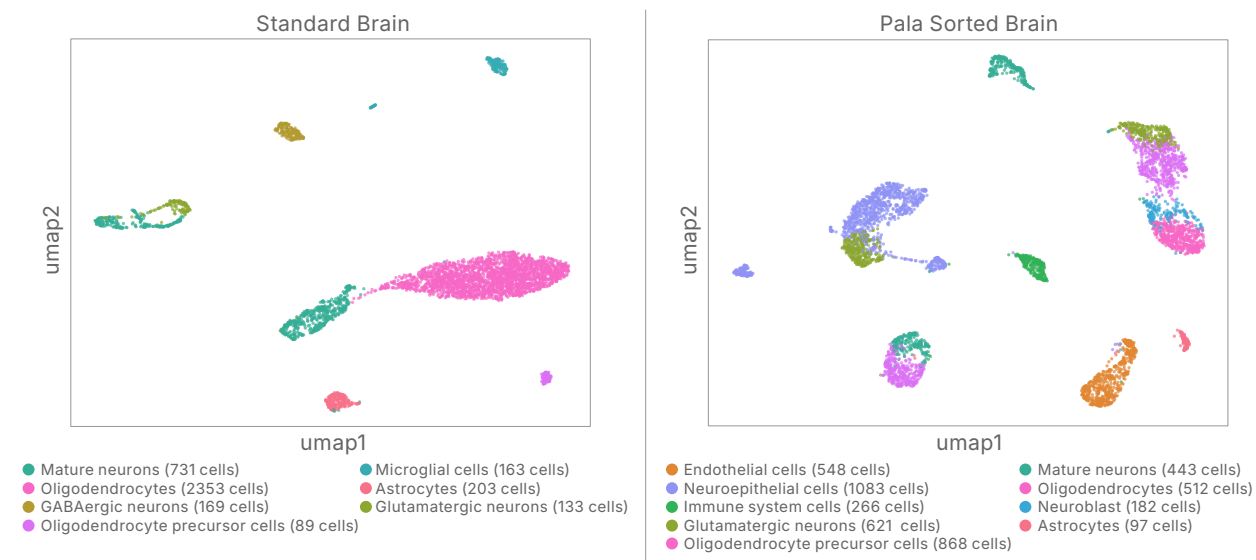 Standard Brain
umap2
umap1
Mature neurons (731 cells)
Oligodendrocytes (2353 cells)
GABAergic neurons (169 cells)
Oligodendrocyte precursor cells (89 cells)
Microglial cells (163 cells)
Astrocytes (203 cells)
Glutamatergic neurons (133 cells)
Pala Sorted Brain
umap2
umap1
Endothelial cells (548 cells)
Neuroepithelial cells (1083 cells)
Immune system cells (266 cells)
Glutamatergic neurons (621 cells)
Oligodendrocyte precursor cells (868 cells)
Mature neurons (443 cells)
Oligodendrocytes (512 cells)
Neuroblast (182 cells)
Astrocytes (97 cells)